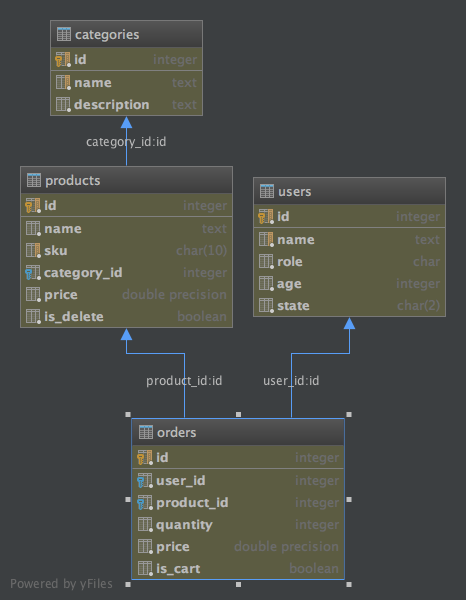 categories
id integer
name text
description text
category_id:id
products
id integer
name text
sku char(10)
category_id integer
price double precision
is_delete boolean
users
id integer
name text
role char
age integer
state char(2)
product_id:id
user_id:id
orders
id integer
user_id integer
product_id integer
quantity integer
price double precision
is_cart boolean
Powered by yFiles